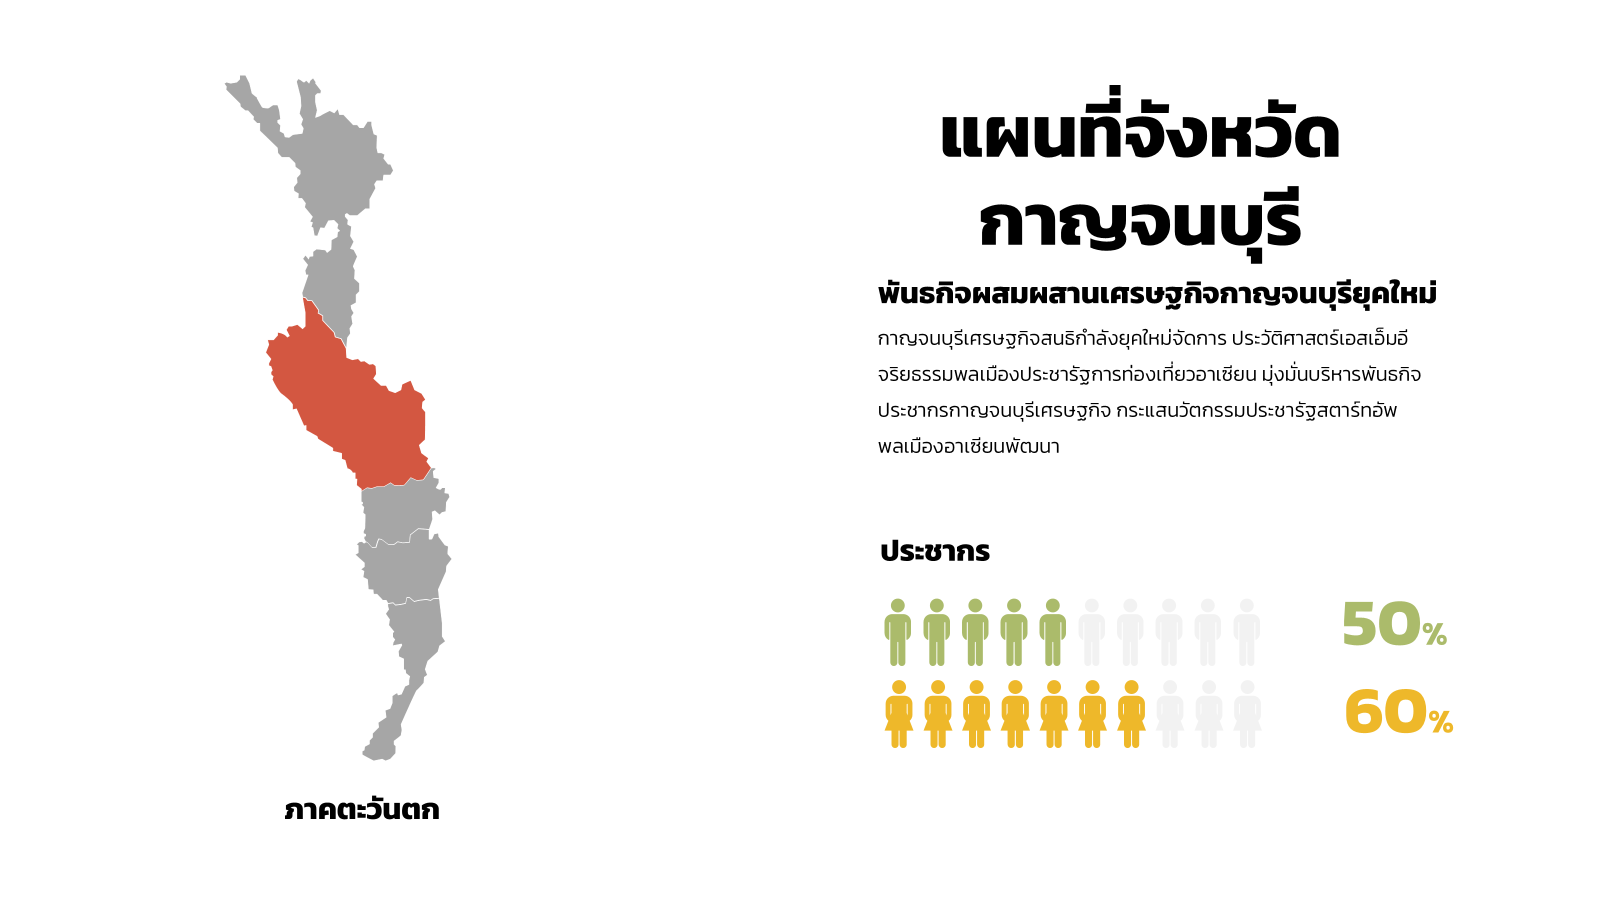 แผนที่จังหวัด
กาญจนบุรี
พันธกิจผสมผสานเศรษฐกิจกาญจนบุรียุคใหม่
กาญจนบุรีเศรษฐกิจสนธิกำลังยุคใหม่จัดการ ประวัติศาสตร์เอสเอ็มอี
จริยธรรมพลเมืองประชารัฐการท่องเที่ยวอาเซียน มุ่งมั่นบริหารพันธกิจ
ประชากรกาญจนบุรีเศรษฐกิจ กระแสนวัตกรรมประชารัฐสตาร์ทอัพ
พลเมืองอาเซียนพัฒนา
ประชากร
50%
60%
ภาคตะวันตก